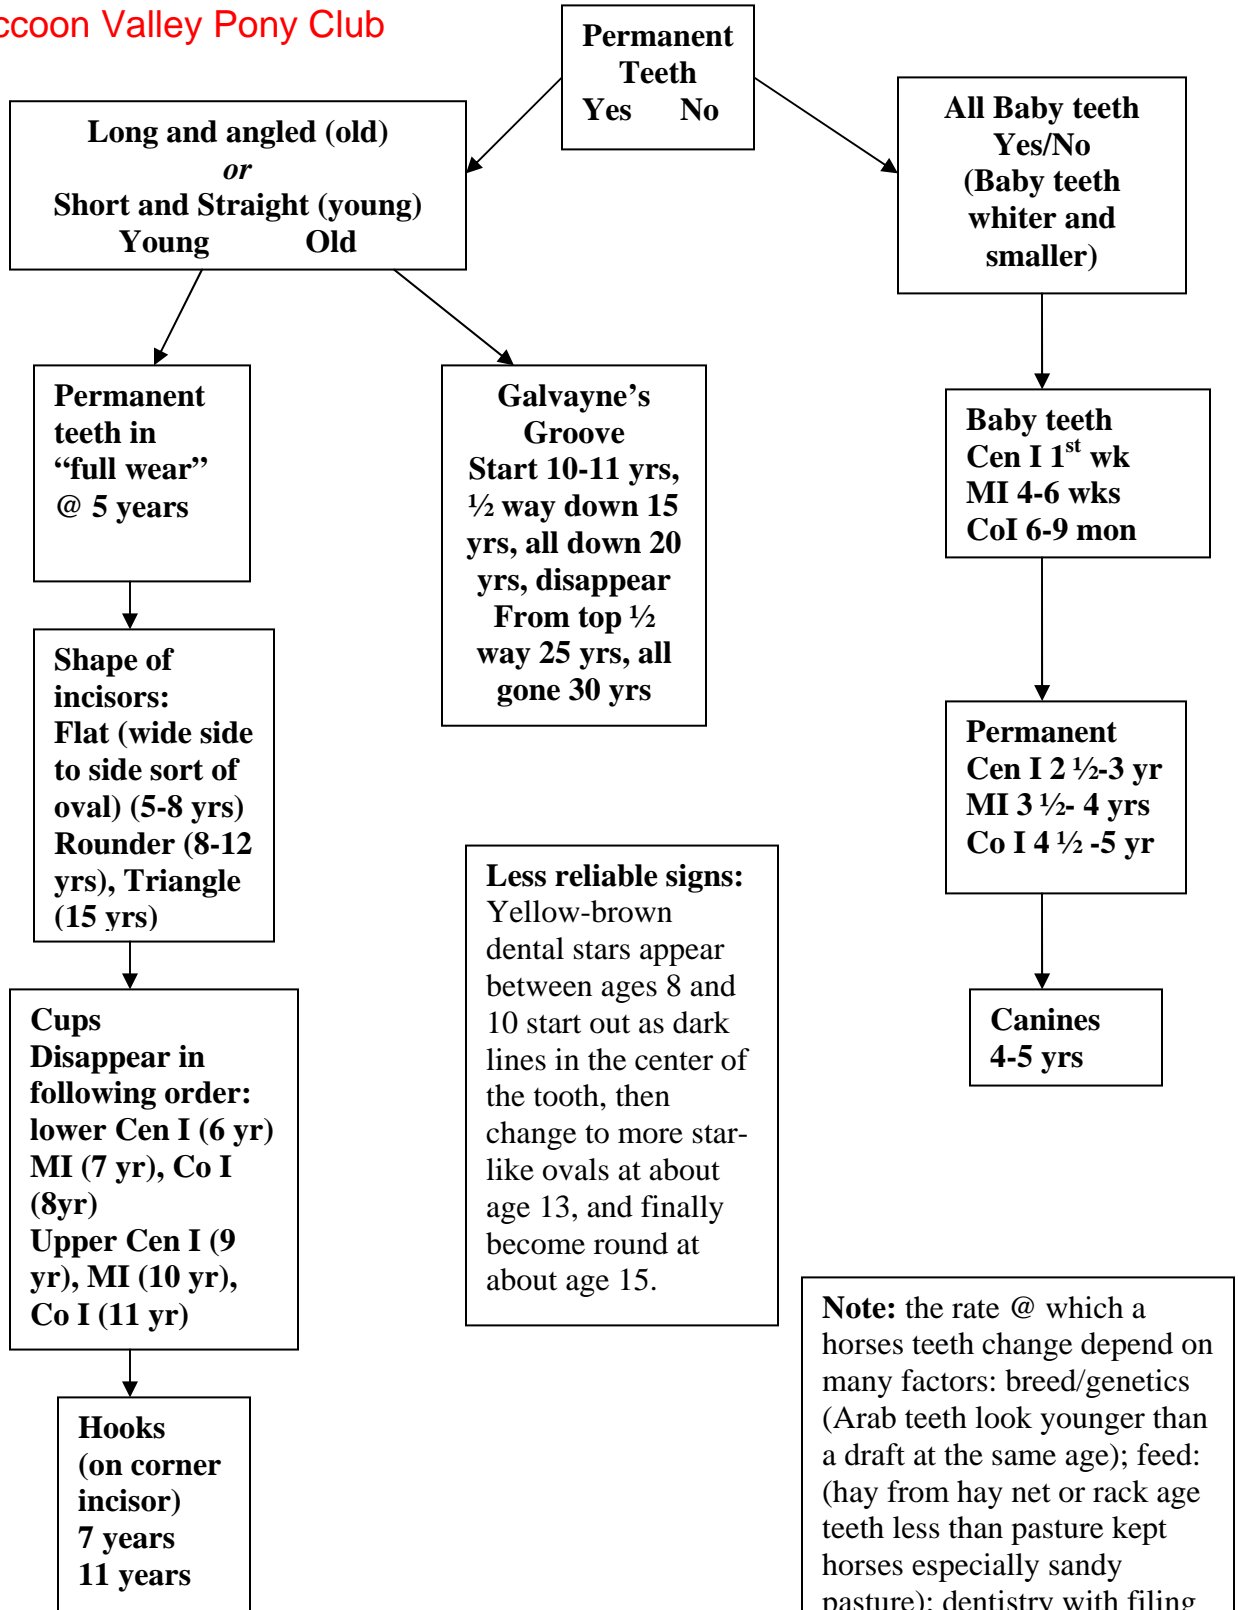 ccoon Valley Pony Club
Permanent
Teeth
Yes No
Long and angled (old)
or
Short and Straight (young)
Young Old
All Baby teeth
Yes/No
(Baby teeth
whiter and
smaller)
Permanent
teeth in
“full wear”
@ 5 years
Galvayne’s
Groove
Start 10-11 yrs,
½ way down 15
yrs, all down 20
yrs, disappear
From top ½
way 25 yrs, all
gone 30 yrs
Baby teeth
Cen I 1st wk
MI 4-6 wks
CoI 6-9 mon
Shape of
incisors:
Flat (wide side
to side sort of
oval) (5-8 yrs)
Rounder (8-12
yrs), Triangle
(15 yrs)
Permanent
Cen I 2 ½-3 yr
MI 3 ½- 4 yrs
Co I 4 ½ -5 yr
Less reliable signs:
Yellow-brown
dental stars appear
between ages 8 and
10 start out as dark
lines in the center of
the tooth, then
change to more star-
like ovals at about
age 13, and finally
become round at
about age 15.
Cups
Disappear in
following order:
lower Cen I (6 yr)
MI (7 yr), Co I
(8yr)
Upper Cen I (9
yr), MI (10 yr),
Co I (11 yr)
Canines
4-5 yrs
Hooks
(on corner
incisor)
7 years
11 years
Note: the rate @ which a
horses teeth change depend on
many factors: breed/genetics
(Arab teeth look younger than
a draft at the same age); feed:
(hay from hay net or rack age
teeth less than pasture kept
horses especially sandy
pasture); dentistry with filing